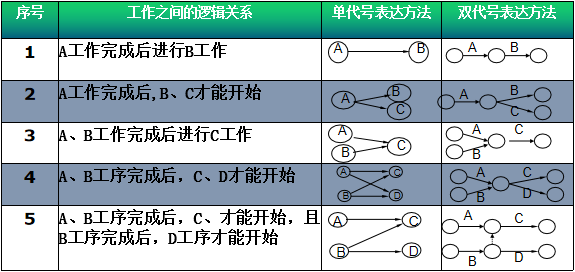 序号 工作之间的逻辑关系 单代号表达方法 双代号表达方法
1 A工作完成后进行B工作 A B A B
2 A工作完成后,B、C才能开始 A B C A B C
3 A、B工作完成后进行C工作 A B C A B C
4 A、B工序完成后，C、D才能开始 A B C D A B C D
5 A、B工序完成后，C、才能开始，且
B工序完成后，D工序才能开始 A B C D A B C D